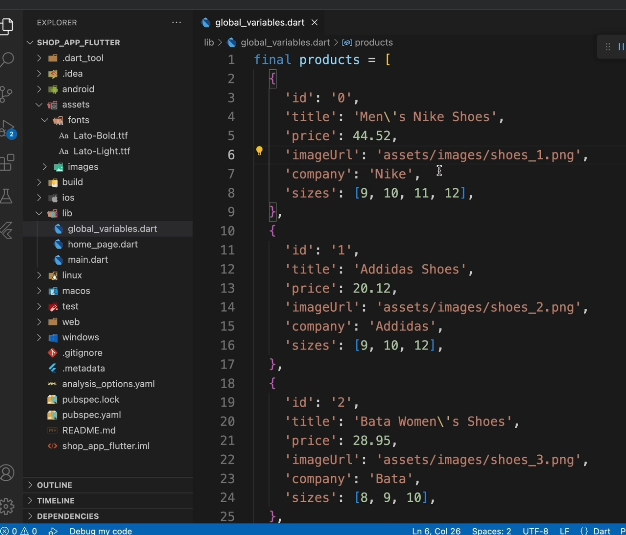 EXPLORER
global_variables.dart
SHOP_APP_FLUTTER
.dart_tool
.idea
android
assets
fonts
Aa Lato-Bold.ttf
Aa Lato-Light.ttf
images
build
ios
lib
global_variables.dart
home_page.dart
main.dart
linux
macos
test
web
windows
.gitignore
.metadata
analysis_options.yaml
pubspec.lock
pubspec.yaml
README.md
shop_app_flutter.iml
OUTLINE
TIMELINE
DEPENDENCIES
2
lib > global_variables.dart > products
1 final products = [
2 {
3 'id': '0',
4 'title': 'Men\'s Nike Shoes',
5 'price': 44.52,
6 'imageUrl': 'assets/images/shoes_1.png',
7 'company': 'Nike',
8 'sizes': [9, 10, 11, 12],
9 },
10 {
11 'id': '1',
12 'title': 'Addidas Shoes',
13 'price': 20.12,
14 'imageUrl': 'assets/images/shoes_2.png',
15 'company': 'Addidas',
16 'sizes': [9, 10, 12],
17 },
18 {
19 'id': '2',
20 'title': 'Bata Women\'s Shoes',
21 'price': 28.95,
22 'imageUrl': 'assets/images/shoes_3.png',
23 'company': 'Bata',
24 'sizes': [8, 9, 10],
25 },
0 0 Debug my code Ln 6, Col 26 Spaces: 2 UTF-8 LF {} Dart